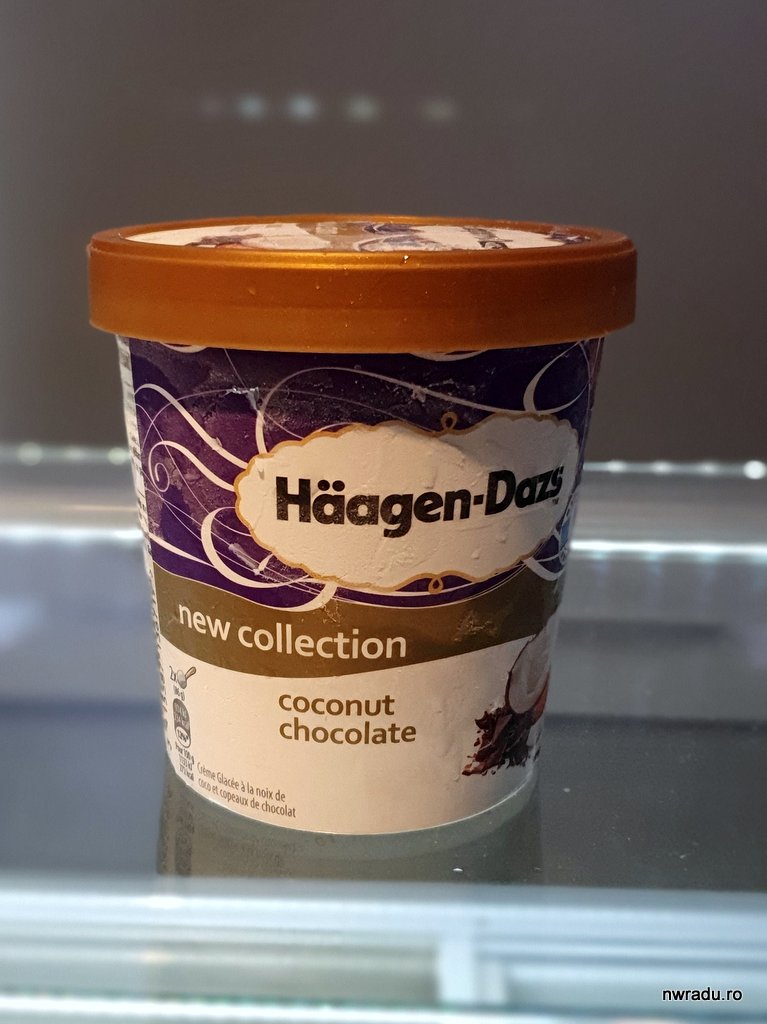 Häagen-Dazs
new collection
coconut
chocolate
Crème Glacée à la noix de
coco et copeaux de chocolat
nwradu.ro